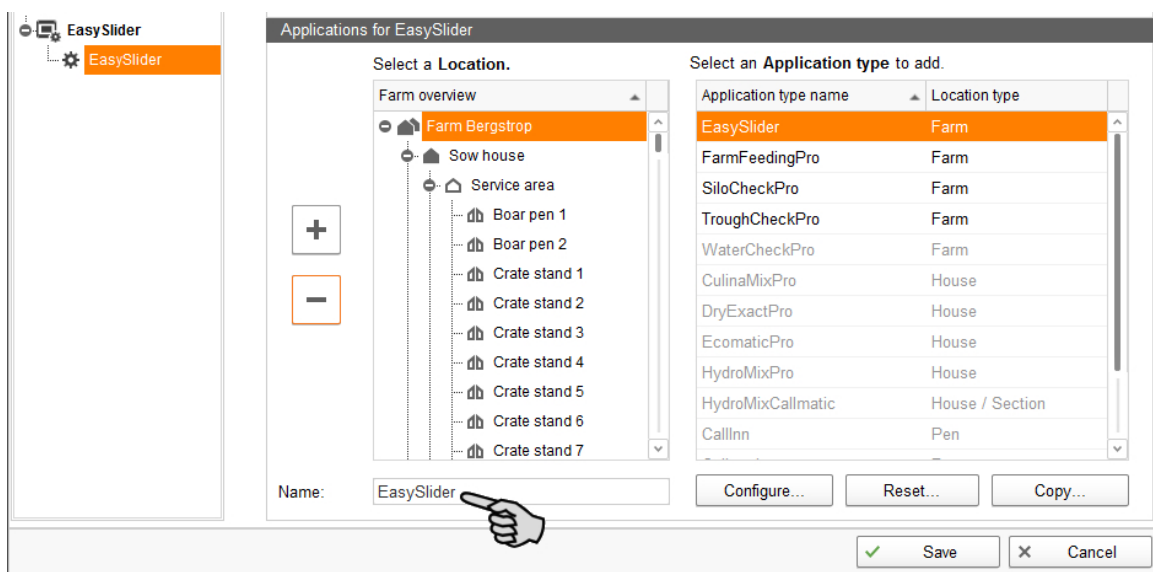 EasySlider
EasySlider
Applications for EasySlider
Select a Location.
Farm overview
Farm Bergstrop
Sow house
Service area
Boar pen 1
Boar pen 2
Crate stand 1
Crate stand 2
Crate stand 3
Crate stand 4
Crate stand 5
Crate stand 6
Crate stand 7
Select an Application type to add.
Application type name Location type
EasySlider Farm
FarmFeedingPro Farm
SiloCheckPro Farm
TroughCheckPro Farm
WaterCheckPro Farm
CulinaMixPro House
DryExactPro House
EcomaticPro House
HydroMixPro House
HydroMixCallmatic House / Section
CallInn Pen
Name: EasySlider
Configure... Reset... Copy...
Save Cancel